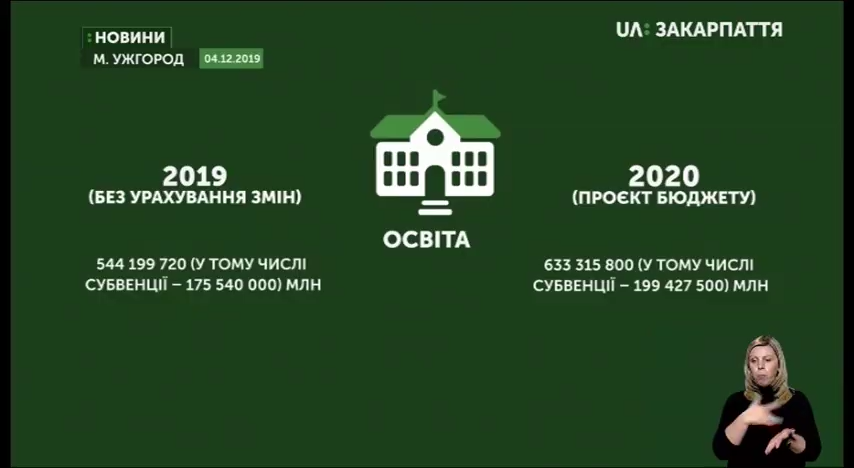 :НОВИНИ
М. УЖГОРОД
04.12.2019
UA: ЗАКАРПАТТЯ
2019
(БЕЗ УРАХУВАННЯ ЗМІН)
544 199 720 (У ТОМУ ЧИСЛІ
СУБВЕНЦІЇ – 175 540 000) МЛН
ОСВІТА
2020
(ПРОЄКТ БЮДЖЕТУ)
633 315 800 (У ТОМУ ЧИСЛІ
СУБВЕНЦІЇ – 199 427 500) МЛН